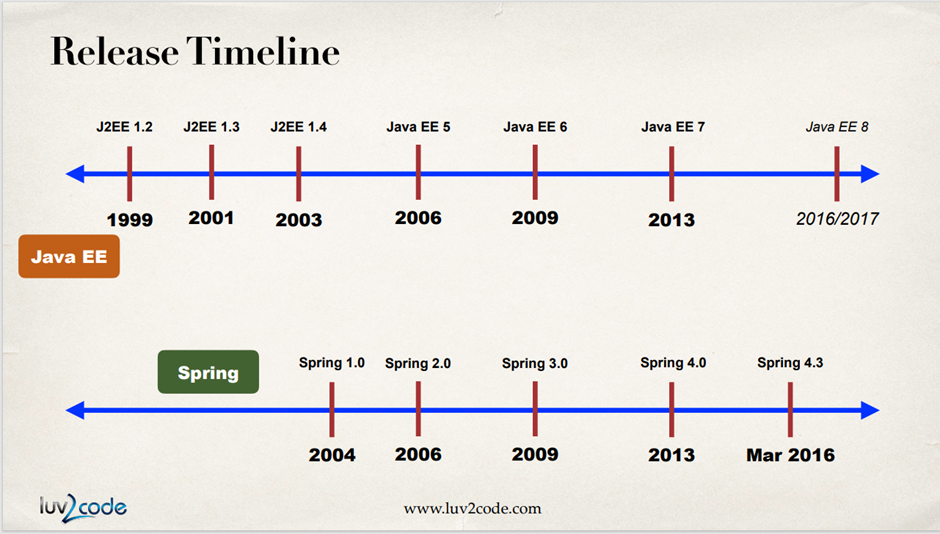 Release Timeline
J2EE 1.2 J2EE 1.3 J2EE 1.4 Java EE 5 Java EE 6 Java EE 7 Java EE 8
1999 2001 2003 2006 2009 2013 2016/2017
Java EE
Spring
Spring 1.0 Spring 2.0 Spring 3.0 Spring 4.0 Spring 4.3
2004 2006 2009 2013 Mar 2016
luv2code
www.luv2code.com